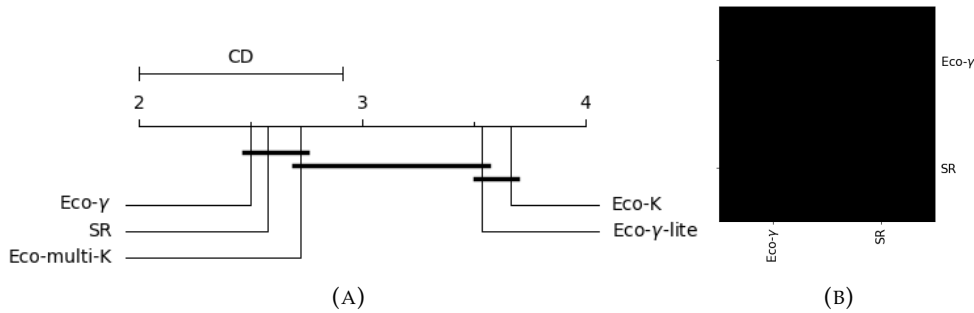 CD
2 3 4
Eco-γ
SR
Eco-multi-K
Eco-K
Eco-γ-lite
(A)
Eco-γ
SR
Eco-γ
SR
(B)